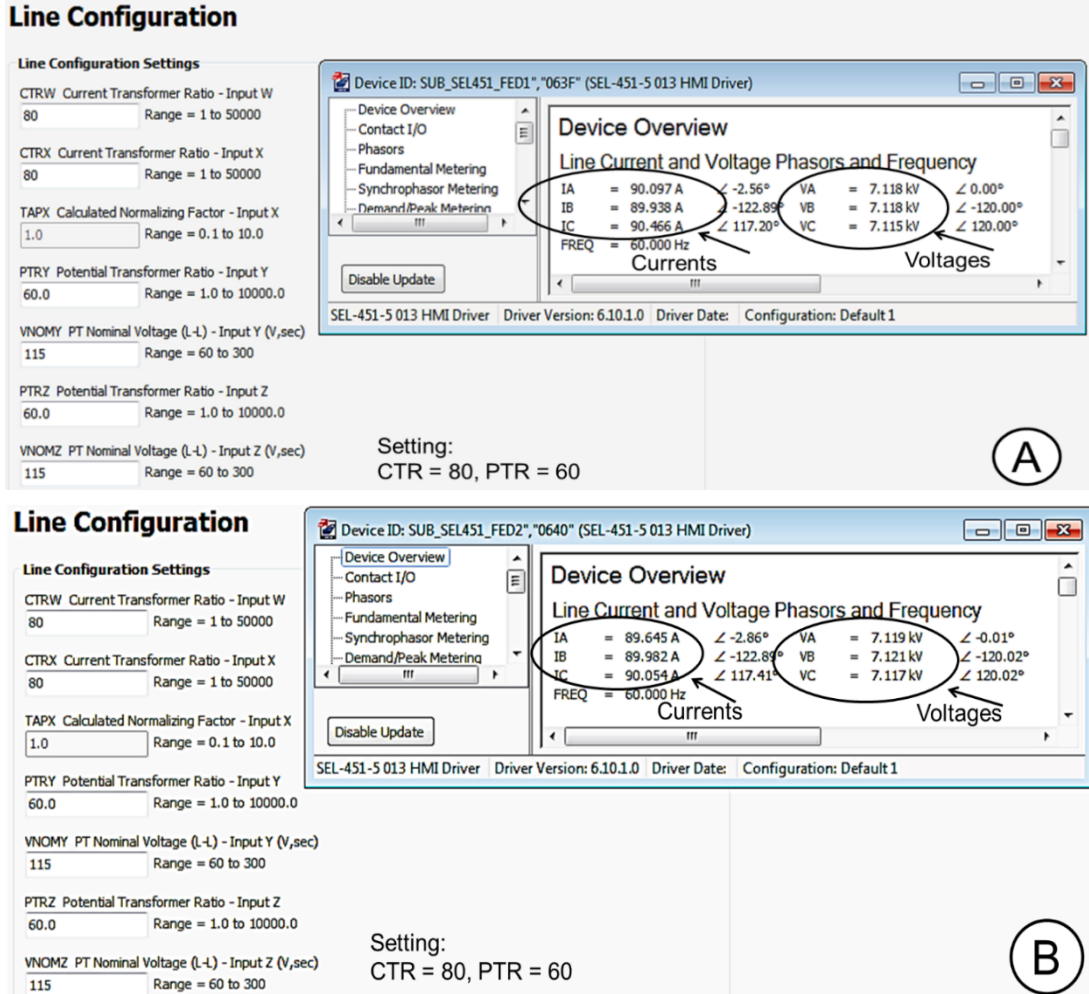 Line Configuration
Line Configuration Settings
CTRW Current Transformer Ratio - Input W
80 Range = 1 to 50000
CTRX Current Transformer Ratio - Input X
80 Range = 1 to 50000
TAPX Calculated Normalizing Factor - Input X
1.0 Range = 0.1 to 10.0
PTRY Potential Transformer Ratio - Input Y
60.0 Range = 1.0 to 10000.0
VNOMY PT Nominal Voltage (L-L) - Input Y (V,sec)
115 Range = 60 to 300
PTRZ Potential Transformer Ratio - Input Z
60.0 Range = 1.0 to 10000.0
VNOMZ PT Nominal Voltage (L-L) - Input Z (V,sec)
115 Range = 60 to 300
Device ID: SUB_SEL451_FED1","063F" (SEL-451-5 013 HMI Driver)
Device Overview
Contact I/O
Phasors
Fundamental Metering
Synchrophasor Metering
Demand/Peak Metering
Disable Update
Device Overview
Line Current and Voltage Phasors and Frequency
IA = 90.097 A ∠ -2.56° VA = 7.118 kV ∠ 0.00°
IB = 89.938 A ∠ -122.89° VB = 7.118 kV ∠ -120.00°
IC = 90.466 A ∠ 117.20° VC = 7.115 kV ∠ 120.00°
FREQ = 60.000 Hz
Currents
Voltages
SEL-451-5 013 HMI Driver Driver Version: 6.10.1.0 Driver Date: Configuration: Default 1
Setting:
CTR = 80, PTR = 60
A
Line Configuration
Line Configuration Settings
CTRW Current Transformer Ratio - Input W
80 Range = 1 to 50000
CTRX Current Transformer Ratio - Input X
80 Range = 1 to 50000
TAPX Calculated Normalizing Factor - Input X
1.0 Range = 0.1 to 10.0
PTRY Potential Transformer Ratio - Input Y
60.0 Range = 1.0 to 10000.0
VNOMY PT Nominal Voltage (L-L) - Input Y (V,sec)
115 Range = 60 to 300
PTRZ Potential Transformer Ratio - Input Z
60.0 Range = 1.0 to 10000.0
VNOMZ PT Nominal Voltage (L-L) - Input Z (V,sec)
115 Range = 60 to 300
Device ID: SUB_SEL451_FED2","0640" (SEL-451-5 013 HMI Driver)
Device Overview
Contact I/O
Phasors
Fundamental Metering
Synchrophasor Metering
Demand/Peak Metering
Disable Update
Device Overview
Line Current and Voltage Phasors and Frequency
IA = 89.645 A ∠ -2.86° VA = 7.119 kV ∠ -0.01°
IB = 89.982 A ∠ -122.89° VB = 7.121 kV ∠ -120.02°
IC = 90.054 A ∠ 117.41° VC = 7.117 kV ∠ 120.02°
FREQ = 60.000 Hz
Currents
Voltages
SEL-451-5 013 HMI Driver Driver Version: 6.10.1.0 Driver Date: Configuration: Default 1
Setting:
CTR = 80, PTR = 60
B